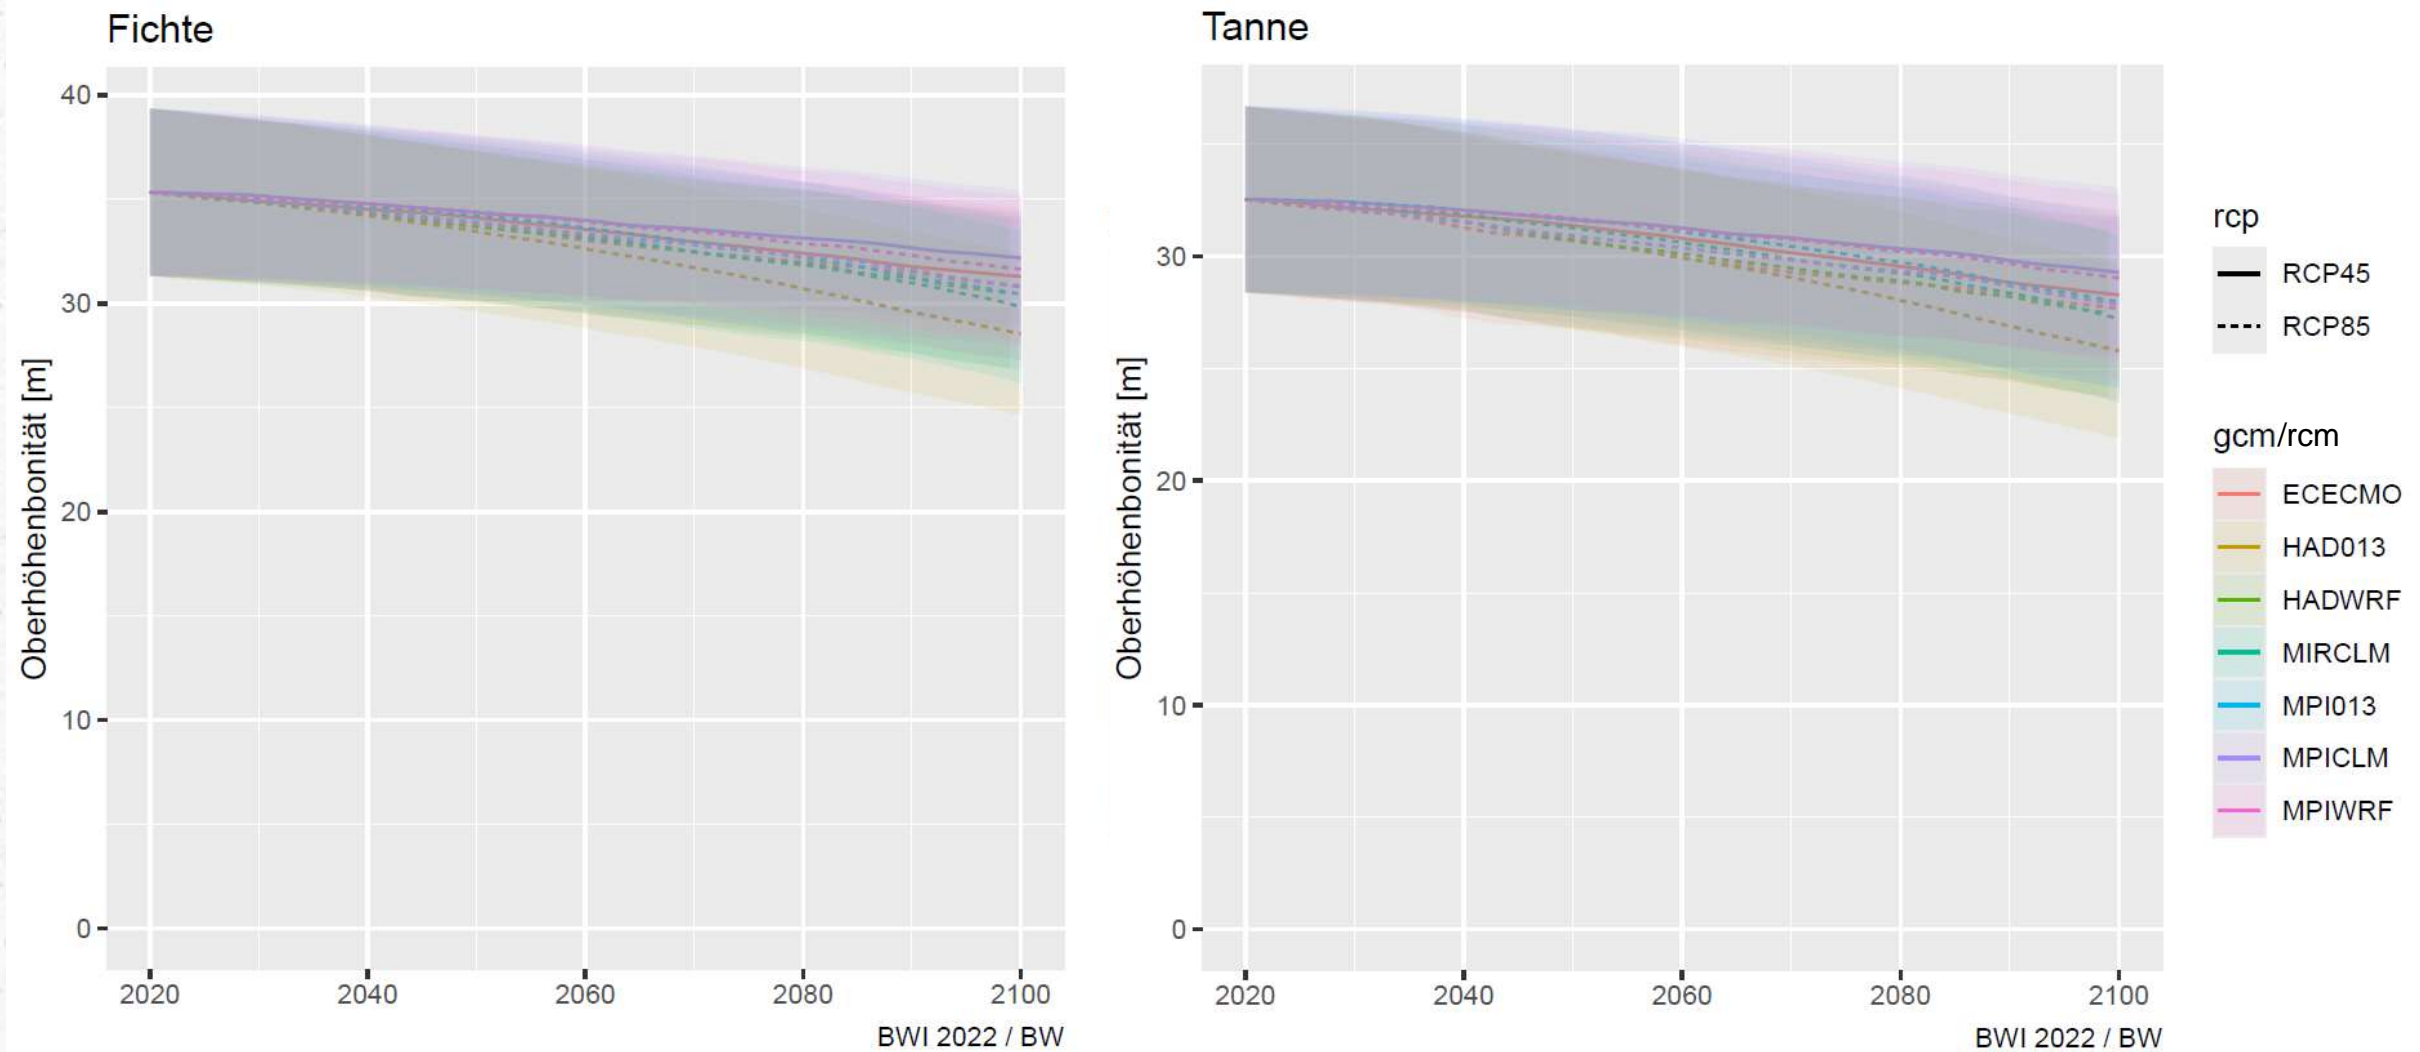 Fichte
40
30
20
10
0
Oberhöhenbonität [m]
2020 2040 2060 2080 2100
BWI 2022 / BW
Tanne
30
20
10
0
Oberhöhenbonität [m]
2020 2040 2060 2080 2100
BWI 2022 / BW
rcp
RCP45
RCP85
gcm/rcm
ECECMO
HAD013
HADWRF
MIRCLM
MPI013
MPICLM
MPIWRF